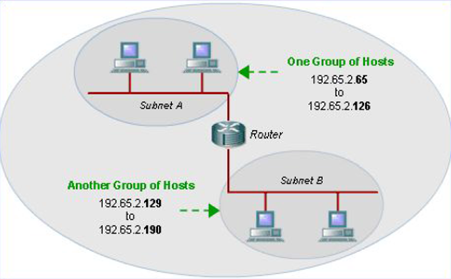 One Group of Hosts
192.65.2.65
to
192.65.2.126
Subnet A
Router
Another Group of Hosts
192.65.2.129
to
192.65.2.190
Subnet B